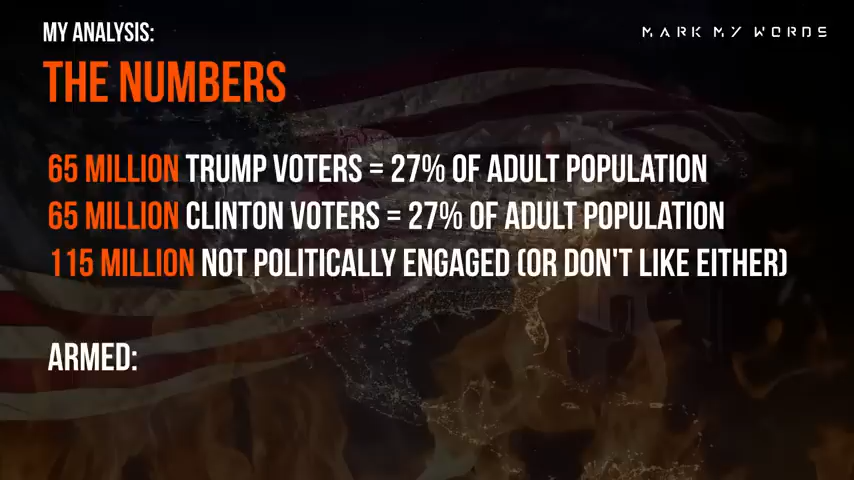 MY ANALYSIS:
MARK MY WORDS
THE NUMBERS
65 MILLION TRUMP VOTERS = 27% OF ADULT POPULATION
65 MILLION CLINTON VOTERS = 27% OF ADULT POPULATION
115 MILLION NOT POLITICALLY ENGAGED (OR DON'T LIKE EITHER)
ARMED: